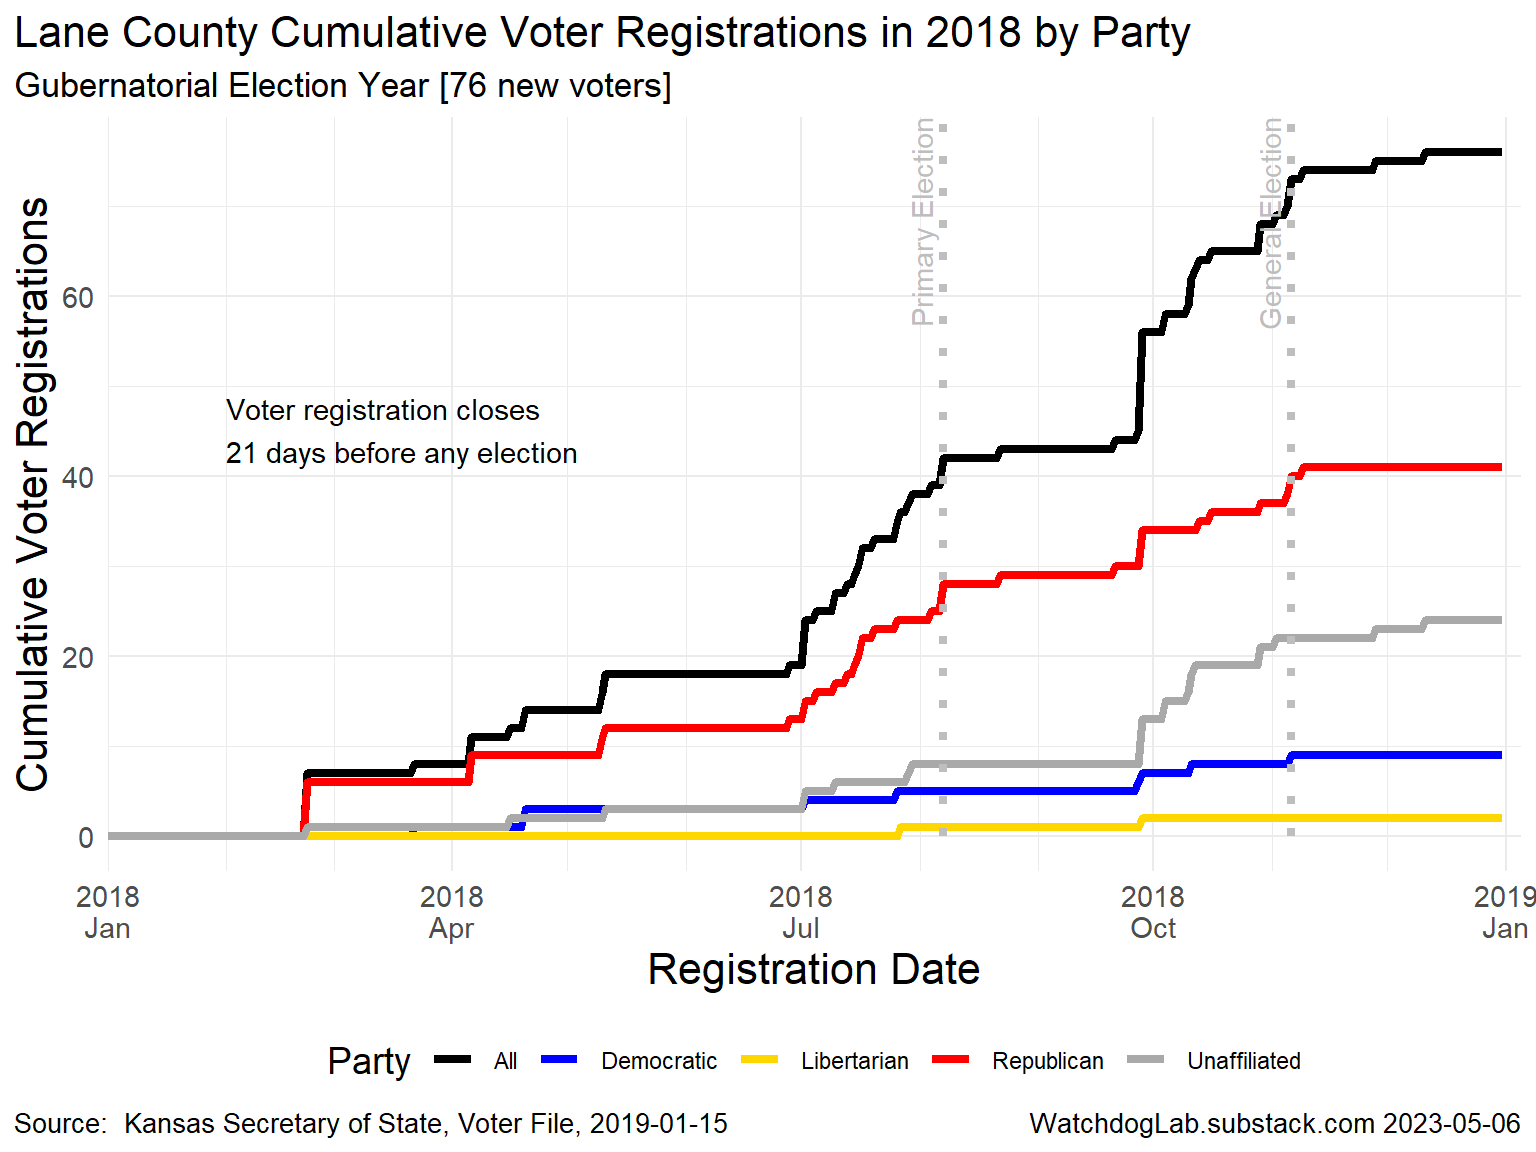 Lane County Cumulative Voter Registrations in 2018 by Party
Gubernatorial Election Year [76 new voters]
Cumulative Voter Registrations
60
40
20
0
Primary Election
General Election
Voter registration closes
21 days before any election
2018
Jan
2018
Apr
2018
Jul
2018
Oct
2019
Jan
Registration Date
Party All Democratic Libertarian Republican Unaffiliated
Source:  Kansas Secretary of State, Voter File, 2019-01-15
WatchdogLab.substack.com 2023-05-06